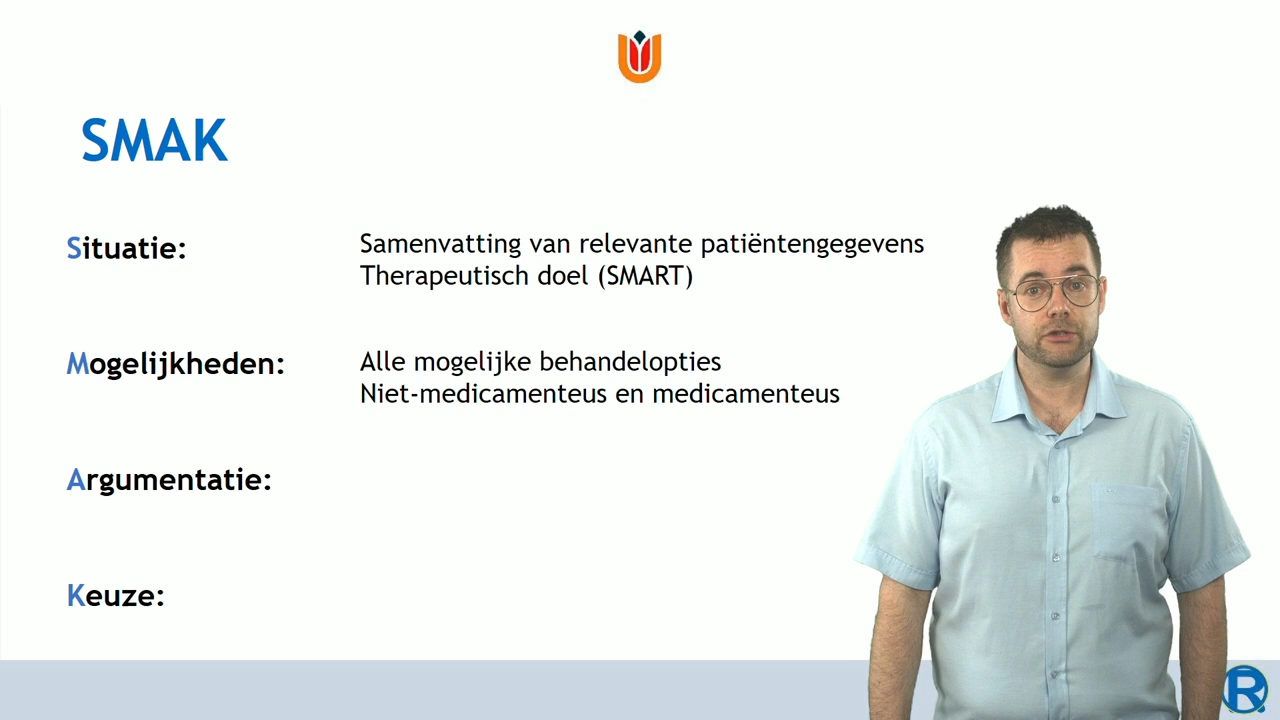 SMAK
Situatie:
Samenvatting van relevante patiëntengegevens
Therapeutisch doel (SMART)
Mogelijkheden:
Alle mogelijke behandelopties
Niet-medicamenteus en medicamenteus
Argumentatie:
Keuze:
R